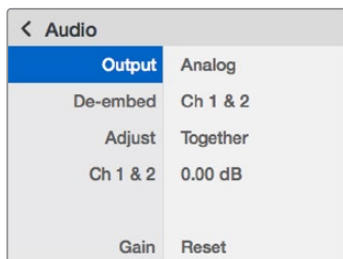 < Audio
Output Analog
De-embed Ch 1 & 2
Adjust Together
Ch 1 & 2 0.00 dB
Gain Reset